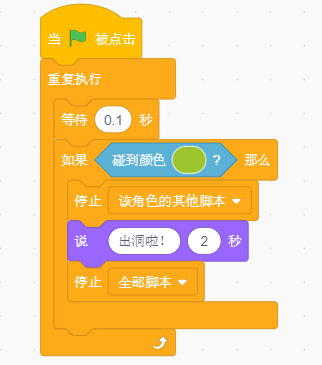 当 被点击
重复执行
等待 0.1 秒
如果 碰到颜色 ? 那么
停止 该角色的其他脚本
说 出洞啦! 2 秒
停止 全部脚本